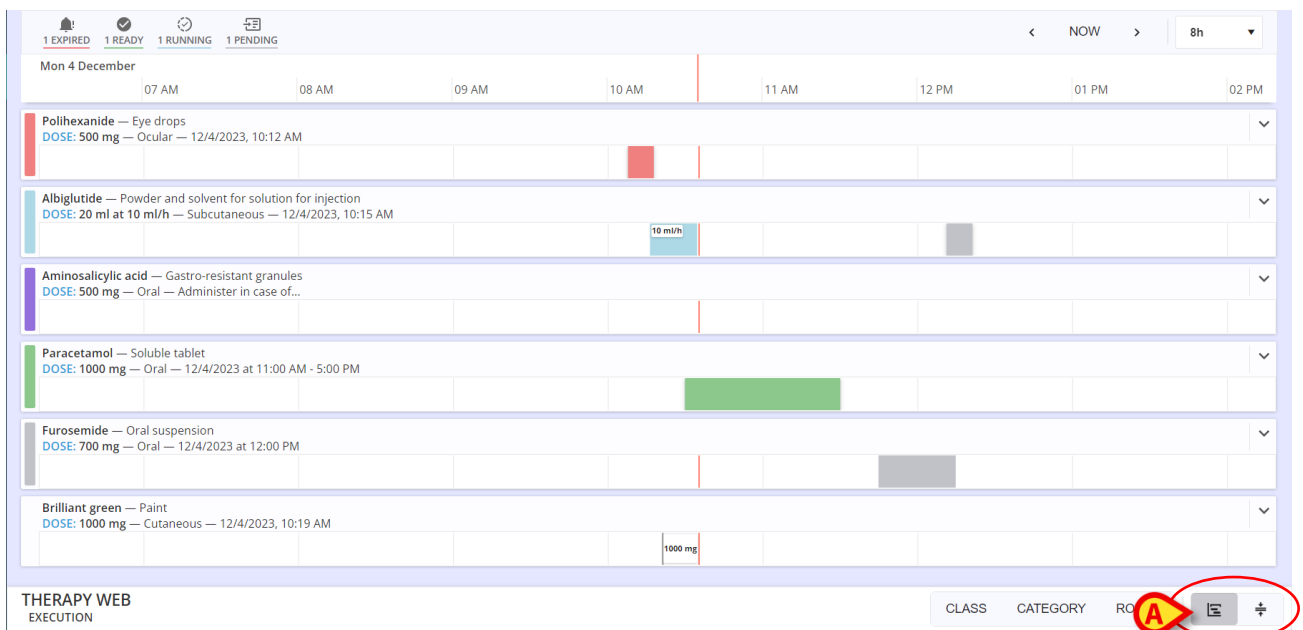 1 EXPIRED 1 READY 1 RUNNING 1 PENDING
NOW
8h
Mon 4 December
07 AM 08 AM 09 AM 10 AM 11 AM 12 PM 01 PM 02 PM
Polihexanide — Eye drops
DOSE: 500 mg — Ocular — 12/4/2023, 10:12 AM
Albiglutide — Powder and solvent for solution for injection
DOSE: 20 ml at 10 ml/h — Subcutaneous — 12/4/2023, 10:15 AM
10 ml/h
Aminosalicylic acid — Gastro-resistant granules
DOSE: 500 mg — Oral — Administer in case of...
Paracetamol — Soluble tablet
DOSE: 1000 mg — Oral — 12/4/2023 at 11:00 AM - 5:00 PM
Furosemide — Oral suspension
DOSE: 700 mg — Oral — 12/4/2023 at 12:00 PM
Brilliant green — Paint
DOSE: 1000 mg — Cutaneous — 12/4/2023, 10:19 AM
1000 mg
THERAPY WEB
EXECUTION
CLASS CATEGORY
A